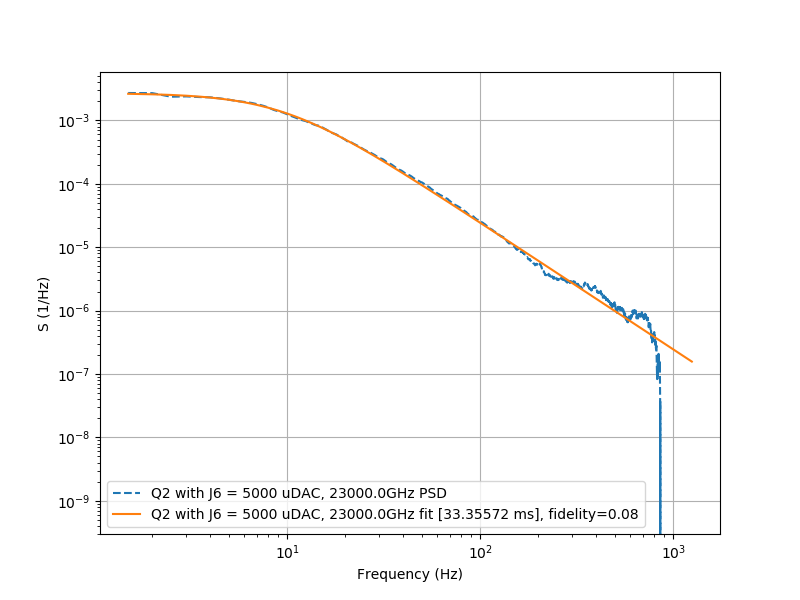 10⁻³
10⁻⁴
10⁻⁵
10⁻⁶
10⁻⁷
10⁻⁸
10⁻⁹
S (1/Hz)
Q2 with J6 = 5000 uDAC, 23000.0GHz PSD
Q2 with J6 = 5000 uDAC, 23000.0GHz fit [33.35572 ms], fidelity=0.08
10¹ 10² 10³
Frequency (Hz)